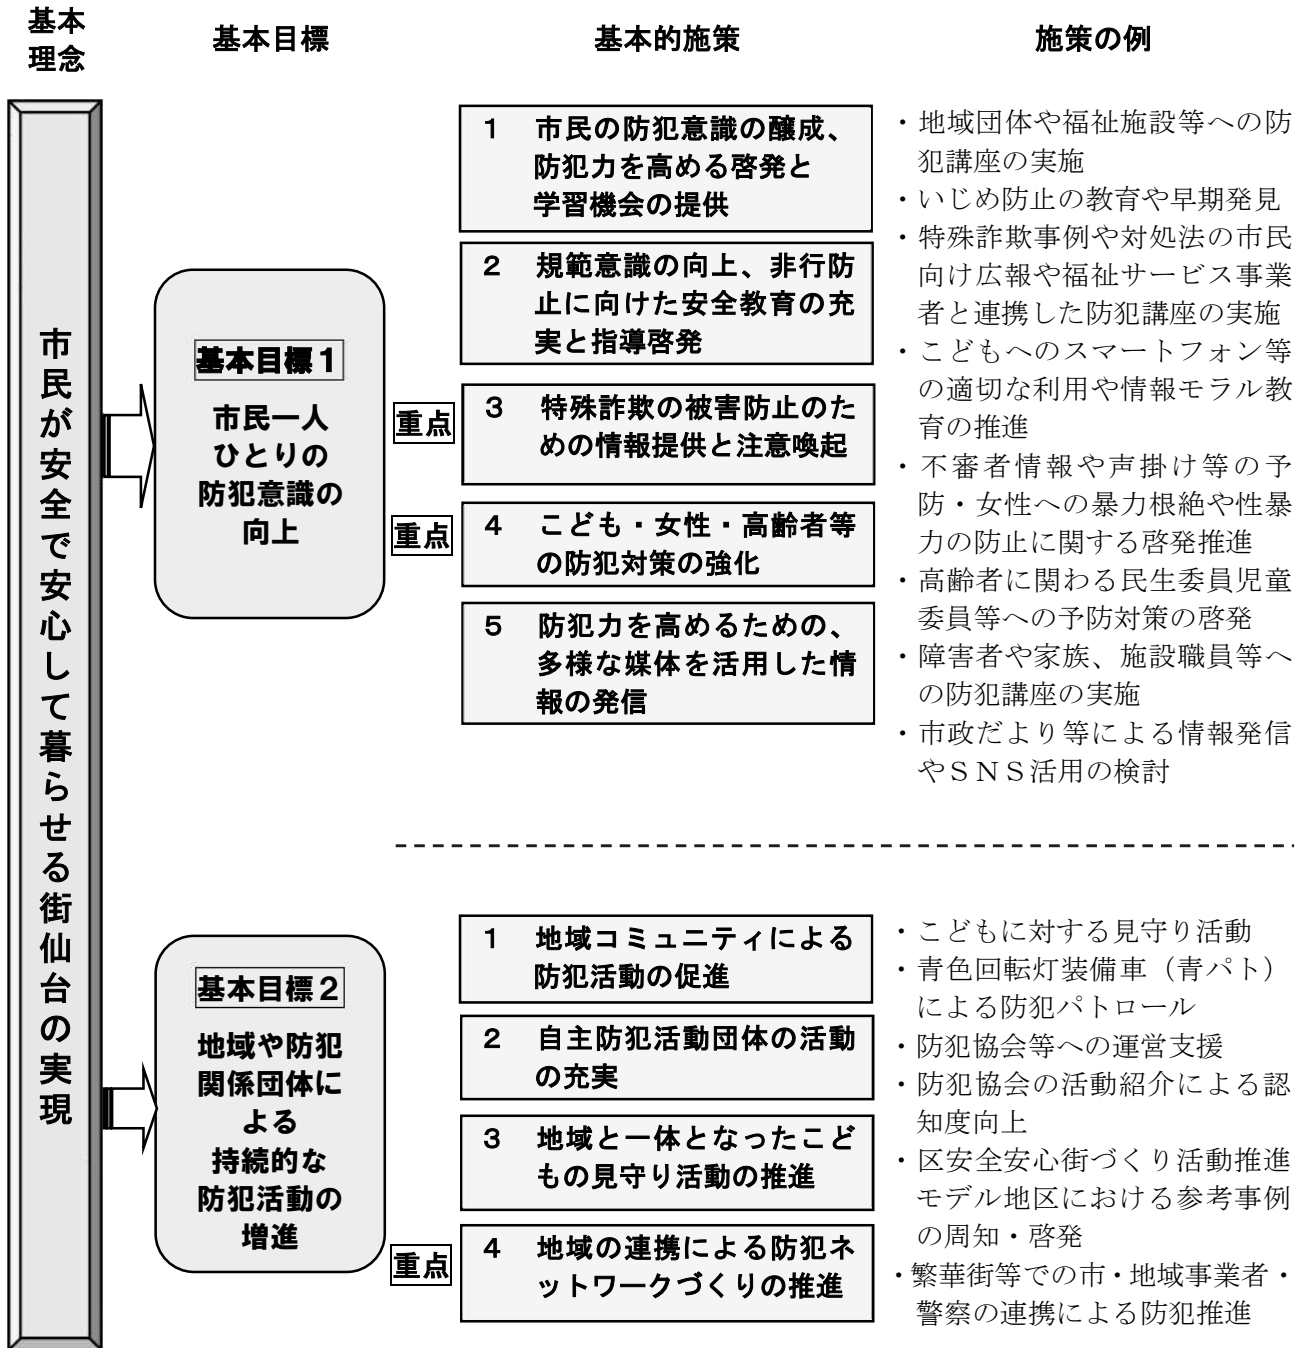 基本
理念
基本目標
基本的施策
施策の例
市民が安全で安心して暮らせる街仙台の実現
基本目標１
市民一人
ひとりの
防犯意識の
向上
１　市民の防犯意識の醸成、
防犯力を高める啓発と
学習機会の提供
２　規範意識の向上、非行防
止に向けた安全教育の充
実と指導啓発
重点
３　特殊詐欺の被害防止のた
めの情報提供と注意喚起
重点
４　こども・女性・高齢者等
の防犯対策の強化
５　防犯力を高めるための、
多様な媒体を活用した情
報の発信
・地域団体や福祉施設等への防
犯講座の実施
・いじめ防止の教育や早期発見
・特殊詐欺事例や対処法の市民
向け広報や福祉サービス事業
者と連携した防犯講座の実施
・こどもへのスマートフォン等
の適切な利用や情報モラル教
育の推進
・不審者情報や声掛け等の予
防・女性への暴力根絶や性暴
力の防止に関する啓発推進
・高齢者に関わる民生委員児童
委員等への予防対策の啓発
・障害者や家族、施設職員等へ
の防犯講座の実施
・市政だより等による情報発信
やＳＮＳ活用の検討
基本目標２
地域や防犯
関係団体に
よる
持続的な
防犯活動の
増進
１　地域コミュニティによる
防犯活動の促進
２　自主防犯活動団体の活動
の充実
３　地域と一体となったこど
もの見守り活動の推進
重点
４　地域の連携による防犯ネ
ットワークづくりの推進
・こどもに対する見守り活動
・青色回転灯装備車（青パト）
による防犯パトロール
・防犯協会等への運営支援
・防犯協会の活動紹介による認
知度向上
・区安全安心街づくり活動推進
モデル地区における参考事例
の周知・啓発
・繁華街等での市・地域事業者・
警察の連携による防犯推進